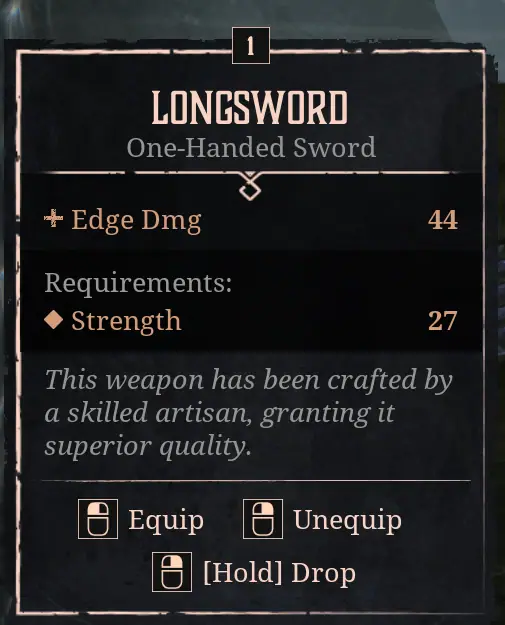 1
LONGSWORD
One-Handed Sword
Edge Dmg 44
Requirements:
Strength 27
This weapon has been crafted by
a skilled artisan, granting it
superior quality.
Equip Unequip
[Hold] Drop